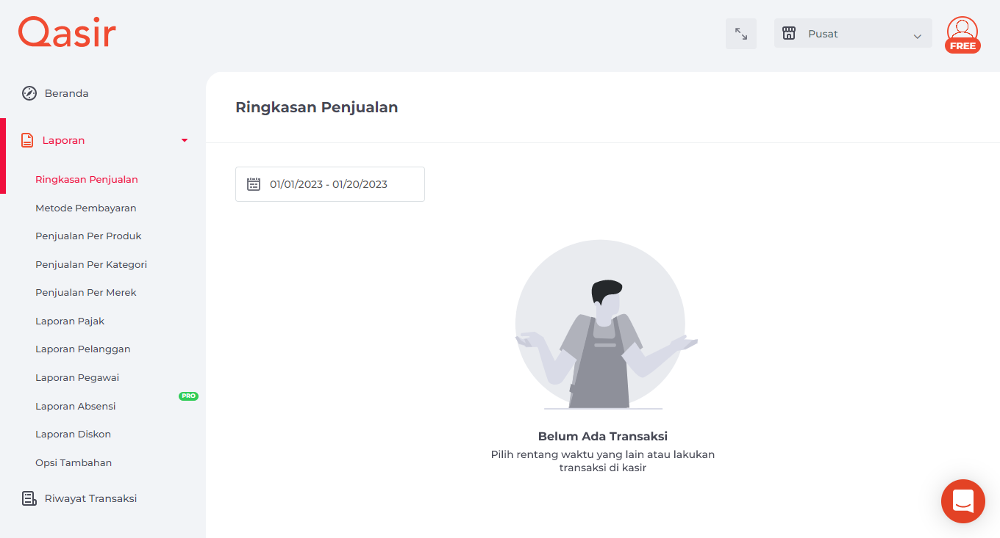 Qasir
Pusat
FREE
Beranda
Laporan
Ringkasan Penjualan
Metode Pembayaran
Penjualan Per Produk
Penjualan Per Kategori
Penjualan Per Merek
Laporan Pajak
Laporan Pelanggan
Laporan Pegawai
PRO
Laporan Absensi
Laporan Diskon
Opsi Tambahan
Riwayat Transaksi
Ringkasan Penjualan
01/01/2023 - 01/20/2023
Belum Ada Transaksi
Pilih rentang waktu yang lain atau lakukan
transaksi di kasir